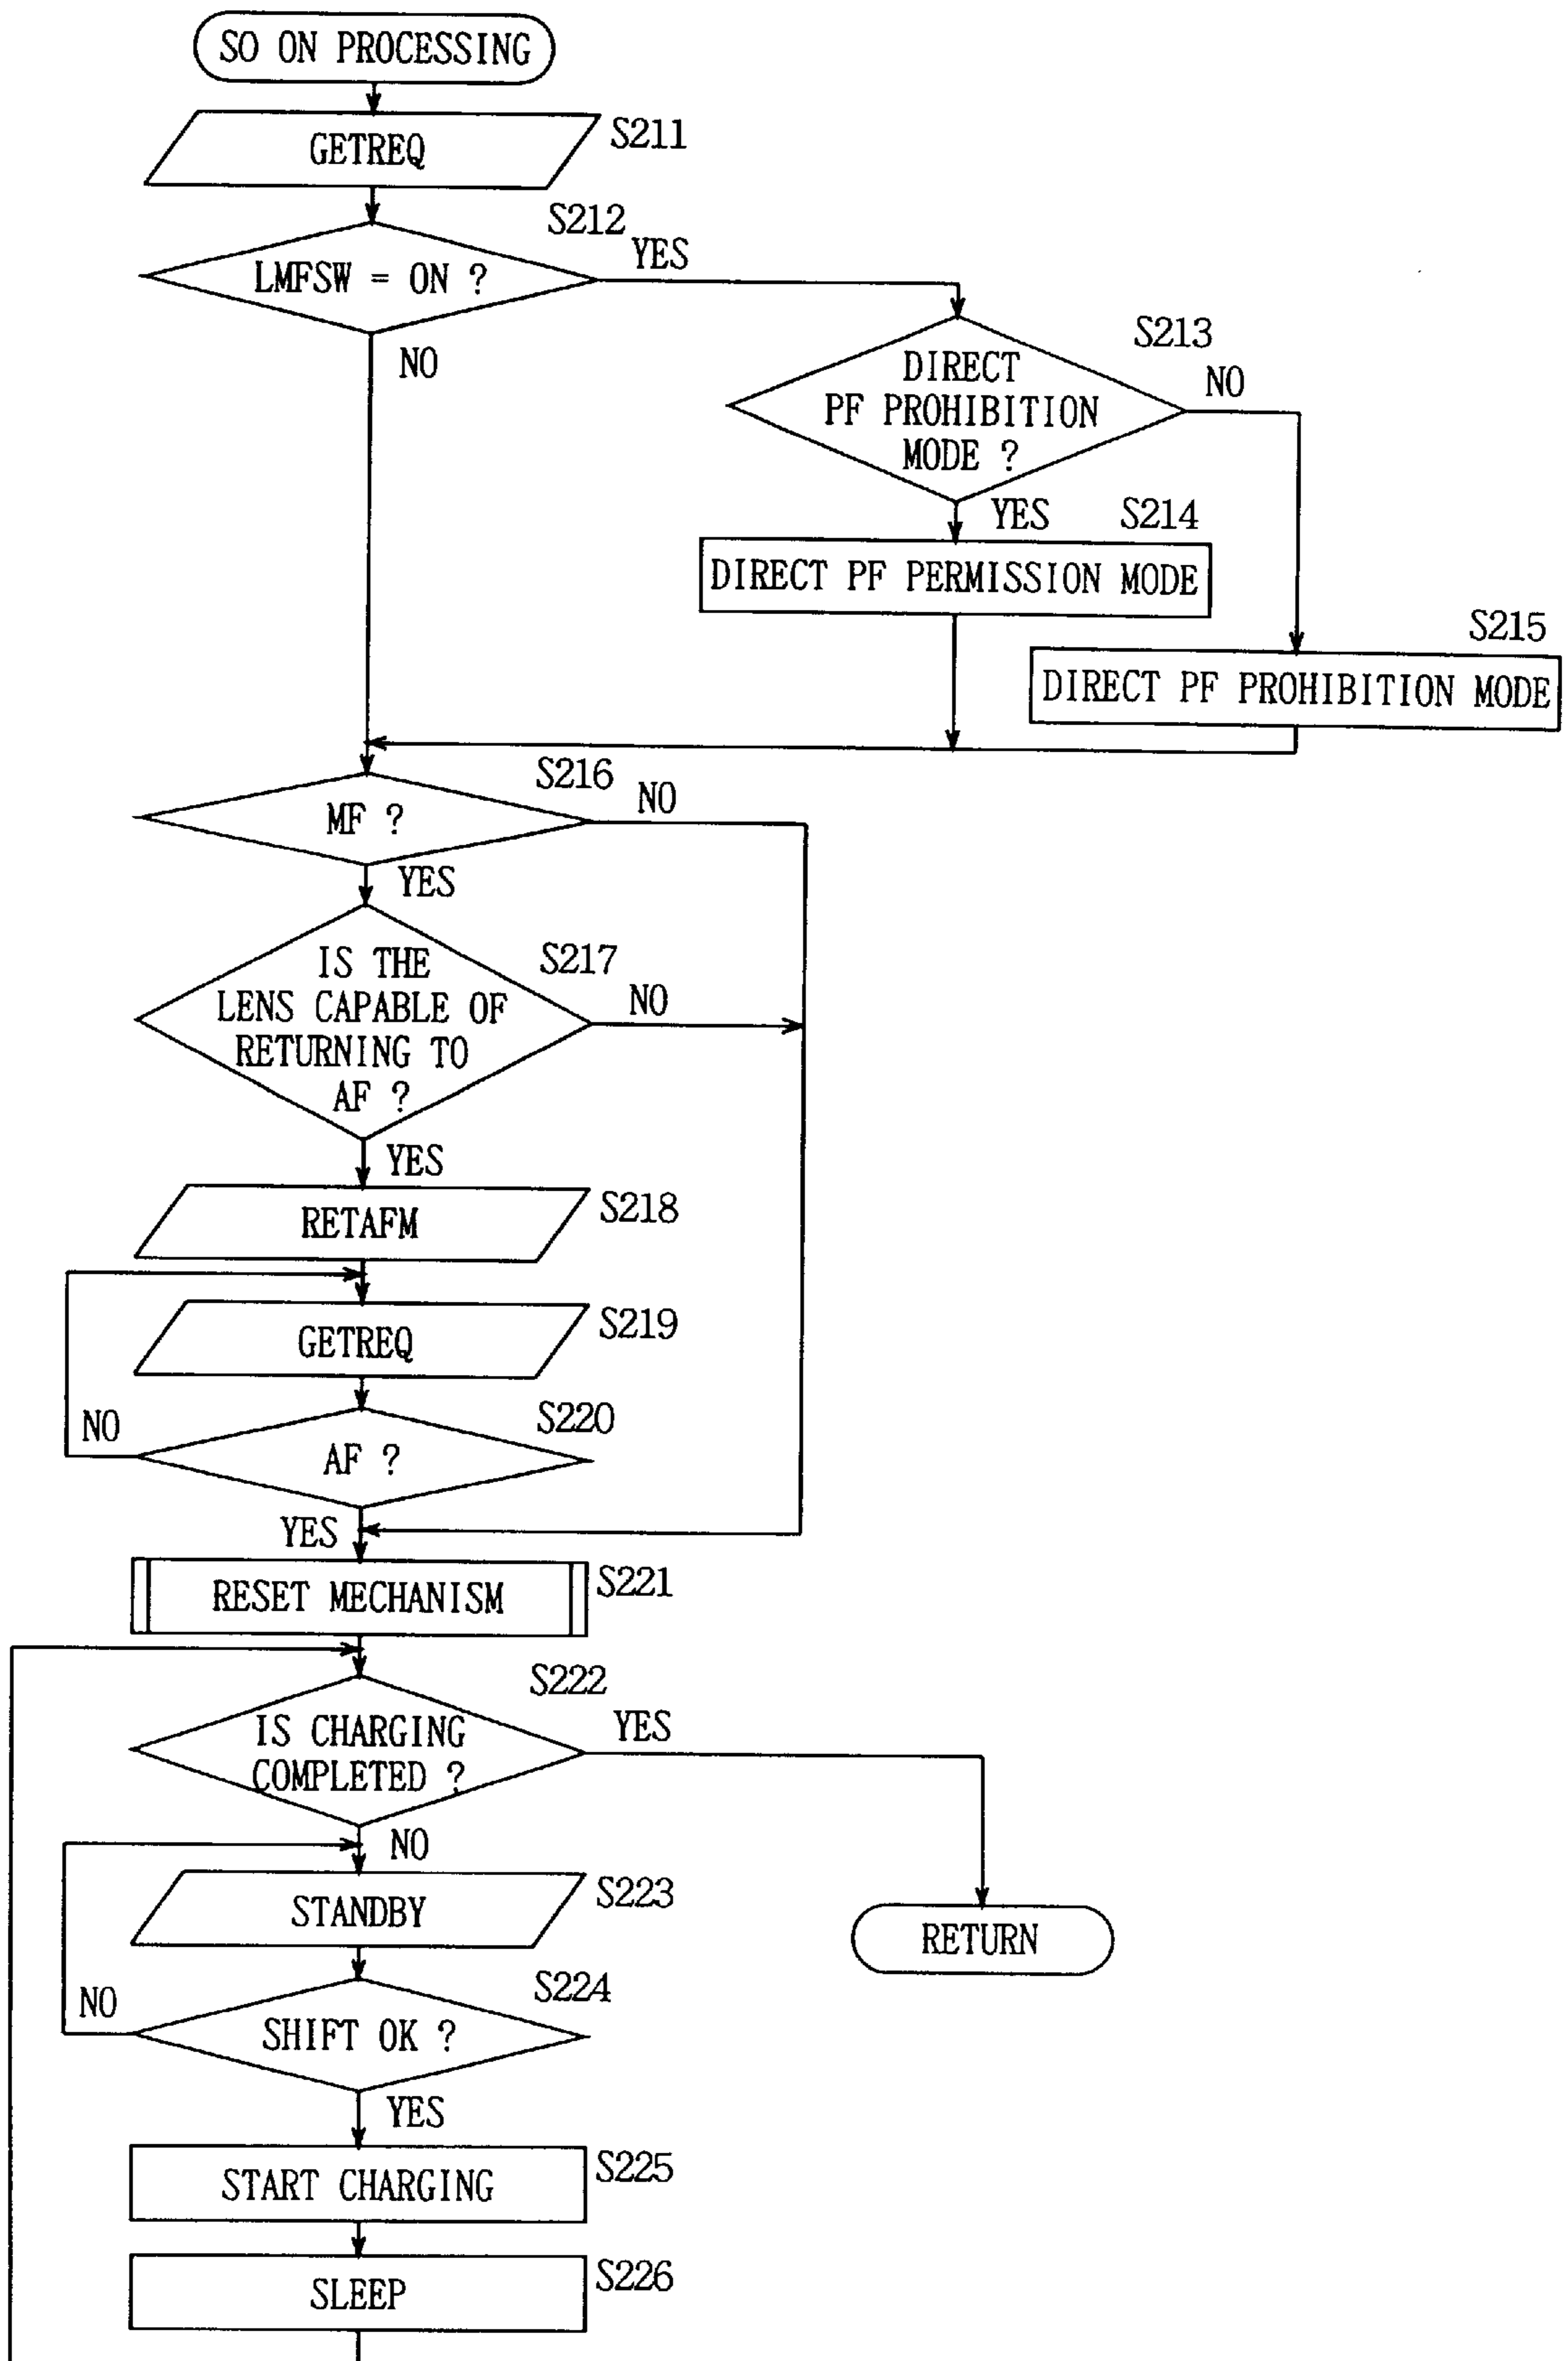 SO ON PROCESSING
GETREQ
S211
S212
LMFSW = ON ?
YES
NO
S213
DIRECT
PF PROHIBITION
MODE ?
NO
YES
S214
DIRECT PF PERMISSION MODE
S215
DIRECT PF PROHIBITION MODE
S216
MF ?
NO
YES
S217
IS THE
LENS CAPABLE OF
RETURNING TO
AF ?
NO
YES
RETAFM
S218
GETREQ
S219
S220
AF ?
NO
YES
RESET MECHANISM
S221
S222
IS CHARGING
COMPLETED ?
YES
NO
STANDBY
S223
RETURN
S224
SHIFT OK ?
NO
YES
START CHARGING
S225
SLEEP
S226